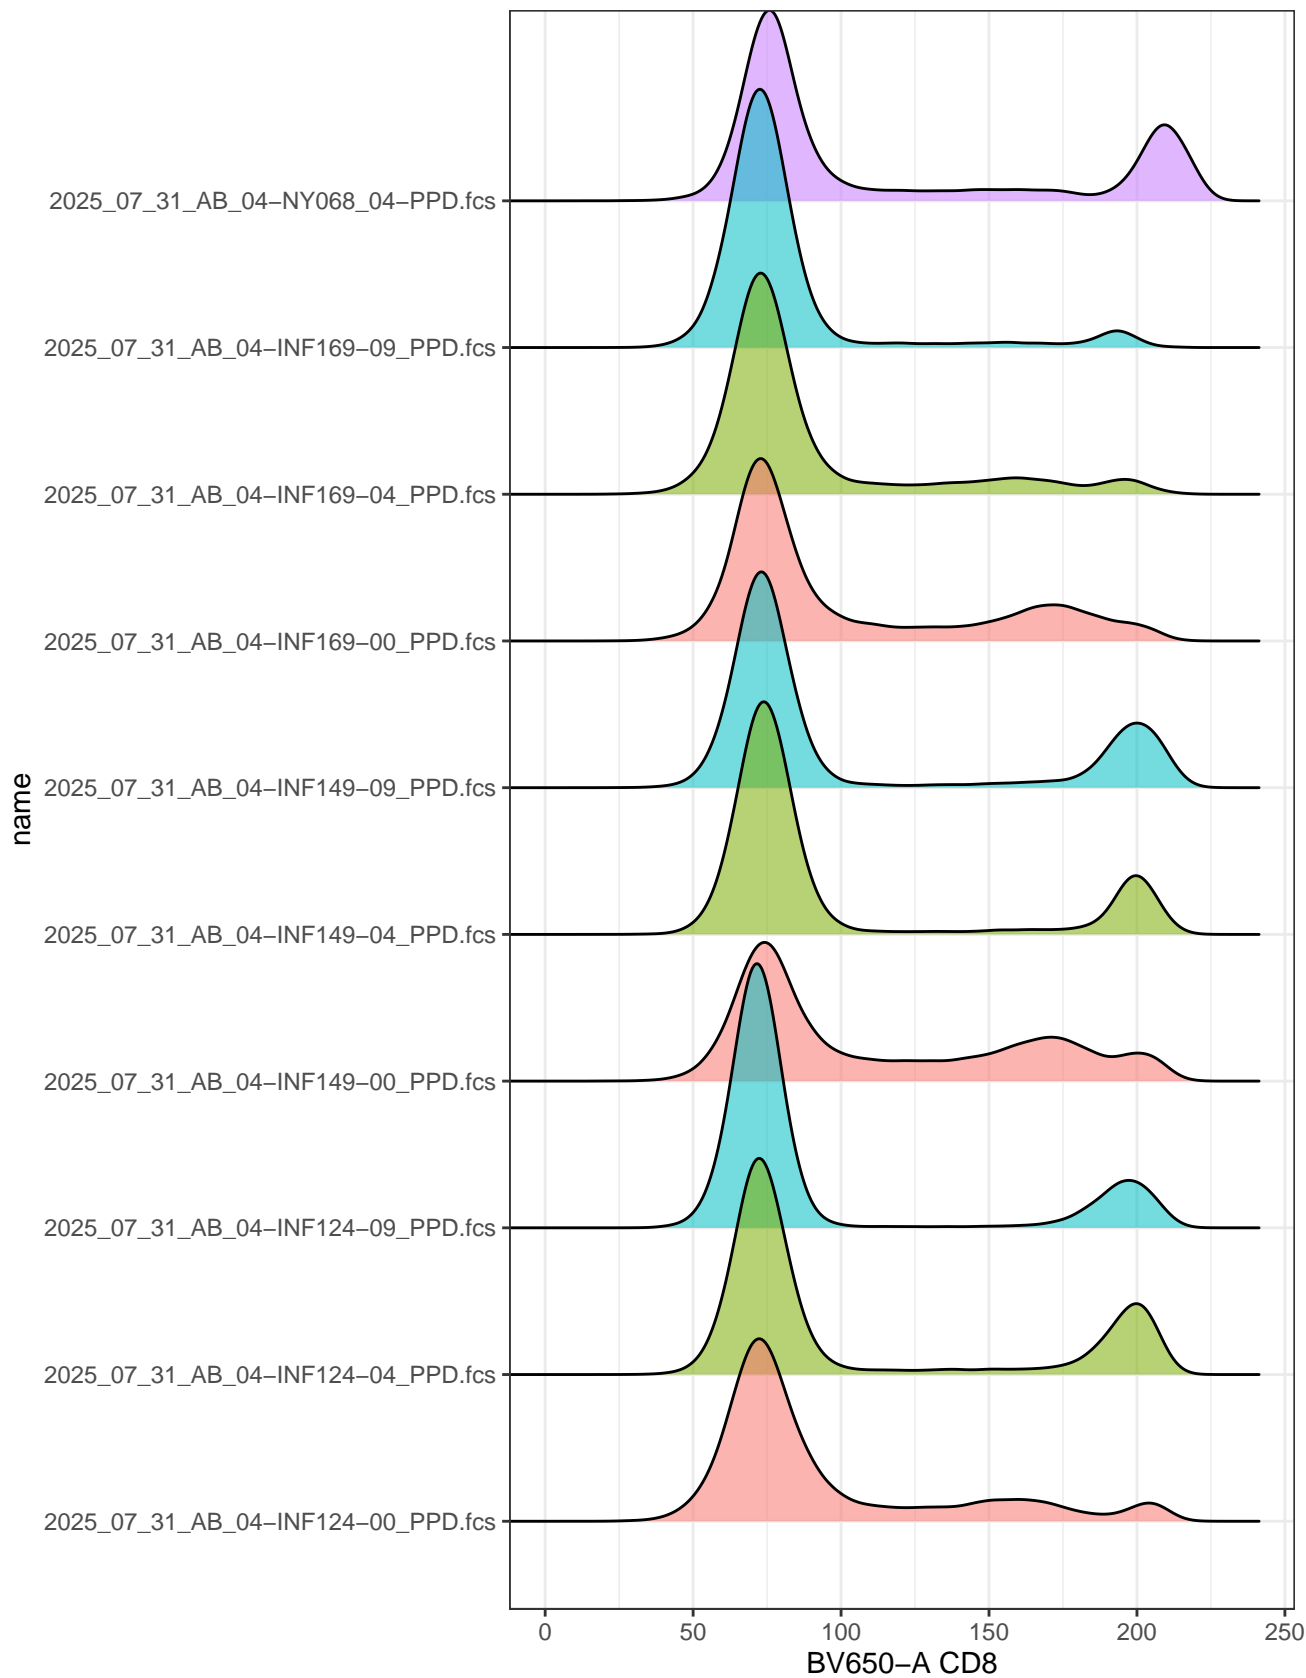 2025_07_31_AB_04−NY068_04−PPD.fcs
2025_07_31_AB_04−INF169−09_PPD.fcs
2025_07_31_AB_04−INF169−04_PPD.fcs
2025_07_31_AB_04−INF169−00_PPD.fcs
2025_07_31_AB_04−INF149−09_PPD.fcs
name
2025_07_31_AB_04−INF149−04_PPD.fcs
2025_07_31_AB_04−INF149−00_PPD.fcs
2025_07_31_AB_04−INF124−09_PPD.fcs
2025_07_31_AB_04−INF124−04_PPD.fcs
2025_07_31_AB_04−INF124−00_PPD.fcs
0 50 100 150 200 250
BV650−A CD8